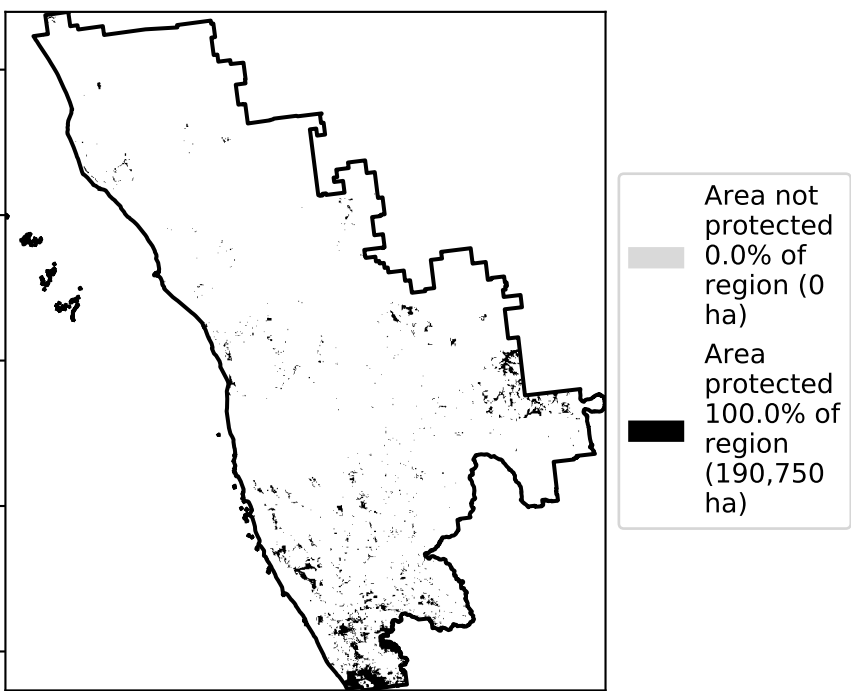 Area not
protected
0.0% of
region (0
ha)
Area
protected
100.0% of
region
(190,750
ha)